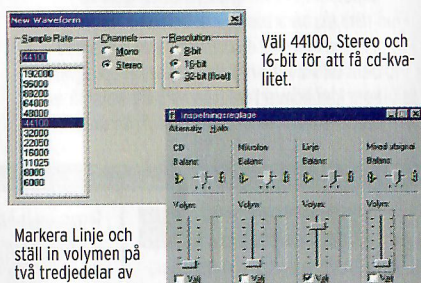 New Waveform
Sample Rate
Channels
Resolution
44100
Mono
Stereo
8-bit
16-bit
32-bit (float)
192000
96000
88200
64000
48000
44100
32000
22050
16000
11025
8000
6000
Välj 44100, Stereo och
16-bit för att få cd-kva-
litet.
Inspelningsreglage
Alternativ Hjälp
CD
Mikrofon
Linje
Mixad utsignal
Balans:
Balans:
Balans:
Balans:
Volym:
Volym:
Volym:
Volym:
Välj
Välj
Välj
Välj
Markera Linje och
ställ in volymen på
två tredjedelar av